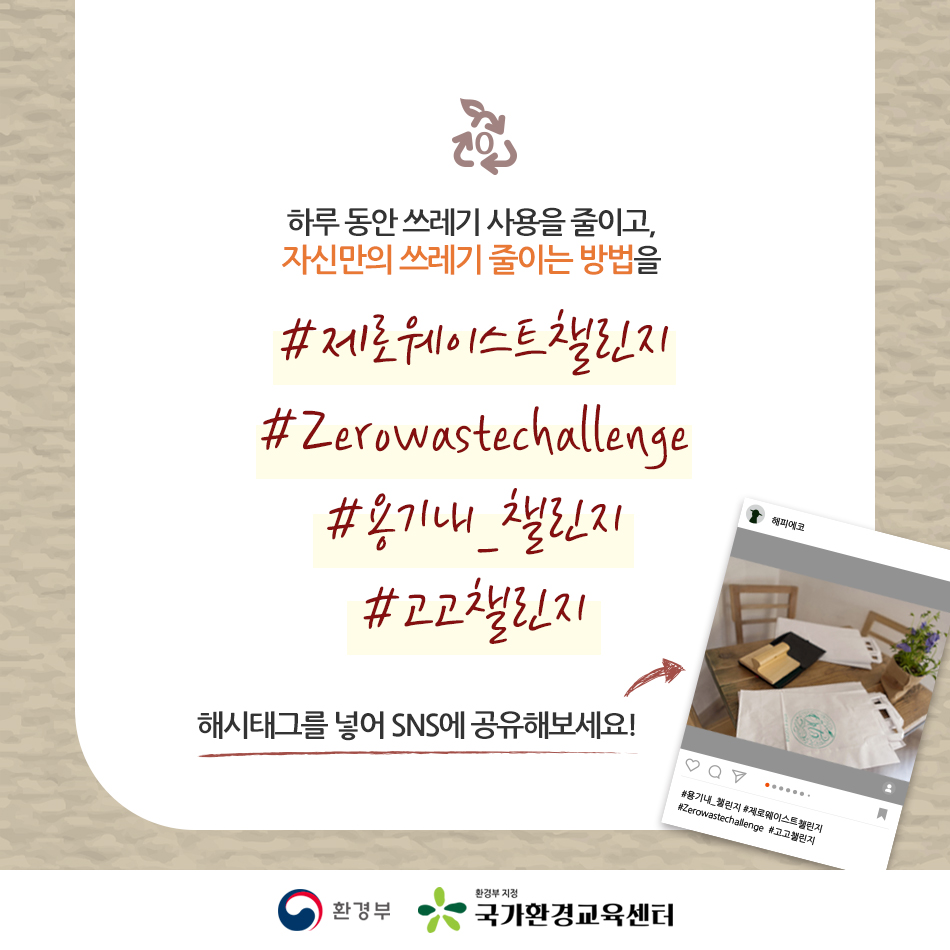 하루 동안 쓰레기 사용을 줄이고,
자신만의 쓰레기 줄이는 방법을
#제로웨이스트챌린지
#Zerowastechallenge
#용기내_챌린지
#고고챌린지
해시태그를 넣어 SNS에 공유해보세요!
해피에코
#용기내_챌린지 #제로웨이스트챌린지
#Zerowastechallenge #고고챌린지
환경부
환경부 지정
국가환경교육센터